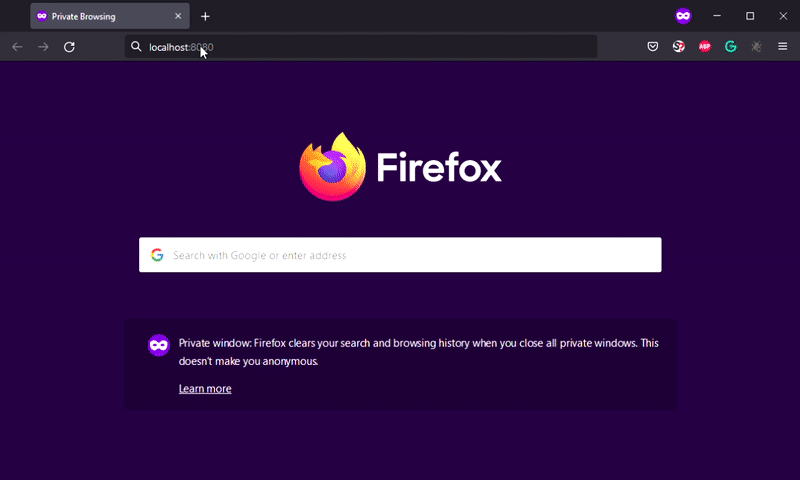 Private Browsing
localhost:8080
SP
ABP
Firefox
Search with Google or enter address
Private window: Firefox clears your search and browsing history when you close all private windows. This
doesn't make you anonymous.
Learn more